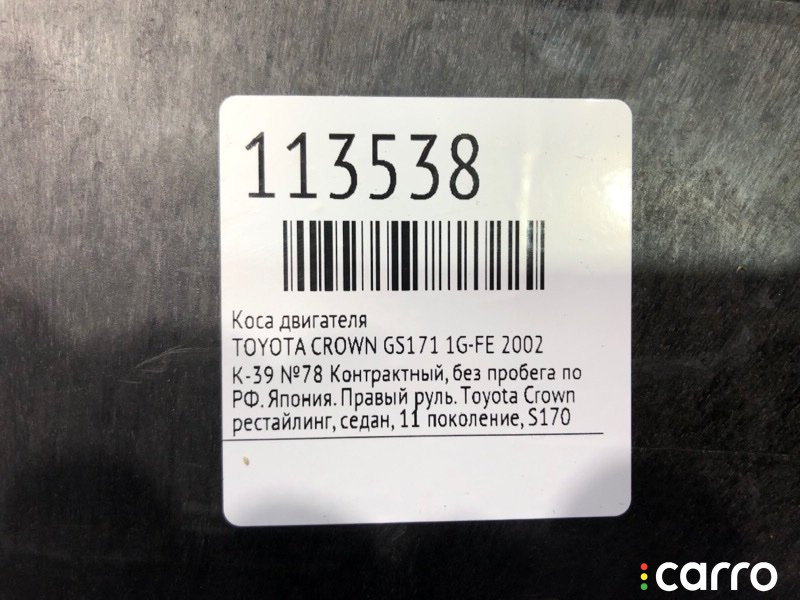 113538
Коса двигателя
TOYOTA CROWN GS171 1G-FE 2002
К-39 №78 Контрактный, без пробега по
РФ. Япония. Правый руль. Toyota Crown
рестайлинг, седан, 11 поколение, S170
carro